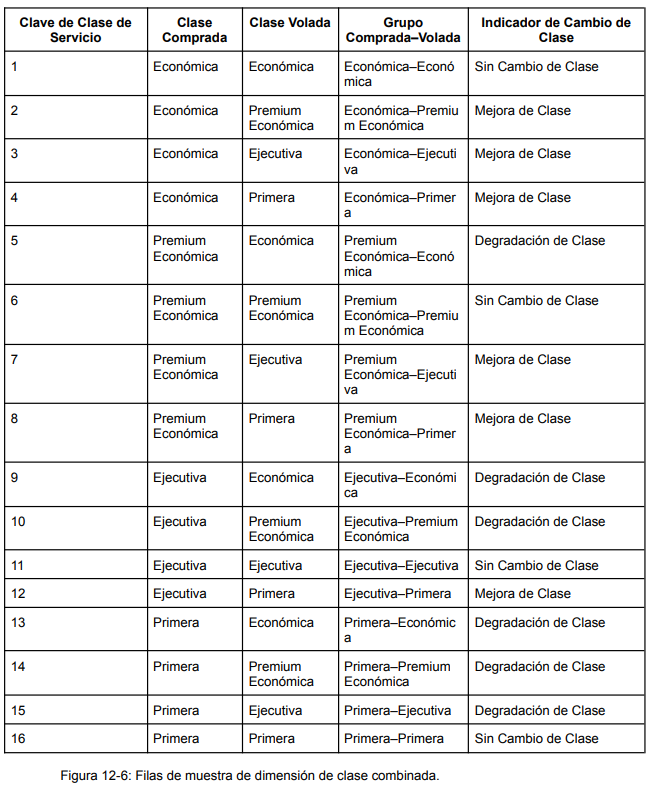 Clave de Clase de Servicio | Clase Comprada | Clase Volada | Grupo Comprada–Volada | Indicador de Cambio de Clase
1 | Económica | Económica | Económica–Económica | Sin Cambio de Clase
2 | Económica | Premium Económica | Económica–Premium Económica | Mejora de Clase
3 | Económica | Ejecutiva | Económica–Ejecutiva | Mejora de Clase
4 | Económica | Primera | Económica–Primera | Mejora de Clase
5 | Premium Económica | Económica | Premium Económica–Económica | Degradación de Clase
6 | Premium Económica | Premium Económica | Premium Económica–Premium Económica | Sin Cambio de Clase
7 | Premium Económica | Ejecutiva | Premium Económica–Ejecutiva | Mejora de Clase
8 | Premium Económica | Primera | Premium Económica–Primera | Mejora de Clase
9 | Ejecutiva | Económica | Ejecutiva–Económica | Degradación de Clase
10 | Ejecutiva | Premium Económica | Ejecutiva–Premium Económica | Degradación de Clase
11 | Ejecutiva | Ejecutiva | Ejecutiva–Ejecutiva | Sin Cambio de Clase
12 | Ejecutiva | Primera | Ejecutiva–Primera | Mejora de Clase
13 | Primera | Económica | Primera–Económica | Degradación de Clase
14 | Primera | Premium Económica | Primera–Premium Económica | Degradación de Clase
15 | Primera | Ejecutiva | Primera–Ejecutiva | Degradación de Clase
16 | Primera | Primera | Primera–Primera | Sin Cambio de Clase
Figura 12-6: Filas de muestra de dimensión de clase combinada.